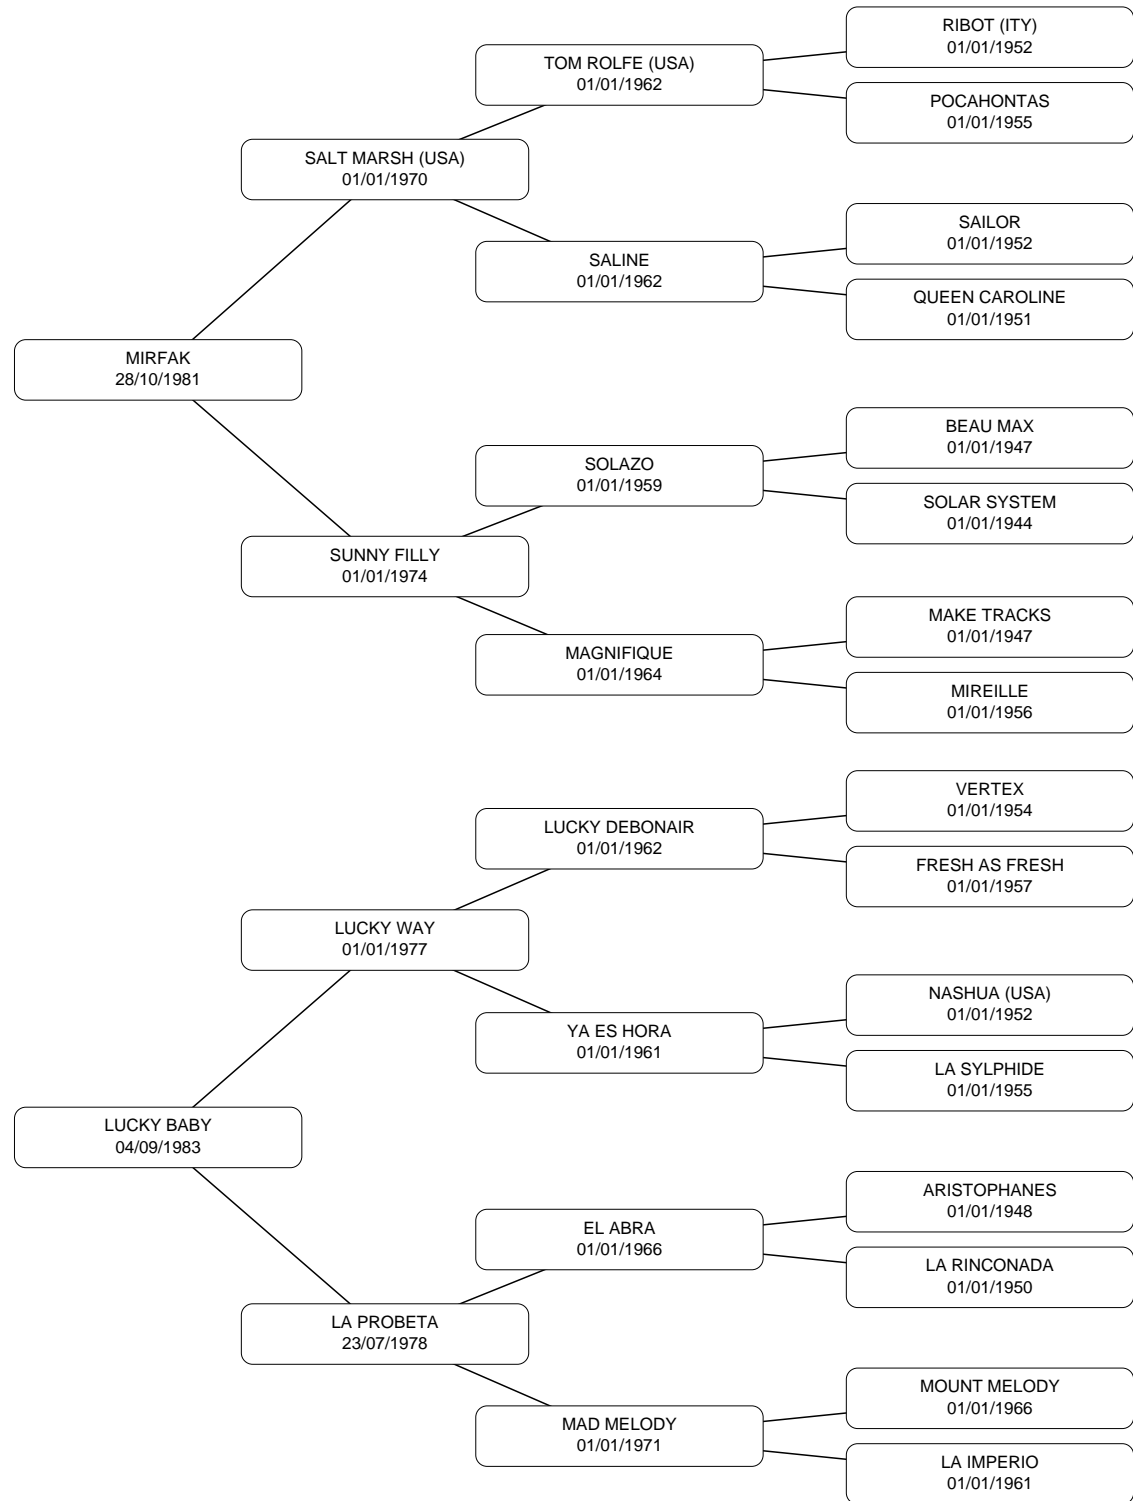 RIBOT (ITY)
01/01/1952
TOM ROLFE (USA)
01/01/1962
POCAHONTAS
01/01/1955
SALT MARSH (USA)
01/01/1970
SAILOR
01/01/1952
SALINE
01/01/1962
QUEEN CAROLINE
01/01/1951
MIRFAK
28/10/1981
BEAU MAX
01/01/1947
SOLAZO
01/01/1959
SOLAR SYSTEM
01/01/1944
SUNNY FILLY
01/01/1974
MAKE TRACKS
01/01/1947
MAGNIFIQUE
01/01/1964
MIREILLE
01/01/1956
VERTEX
01/01/1954
LUCKY DEBONAIR
01/01/1962
FRESH AS FRESH
01/01/1957
LUCKY WAY
01/01/1977
NASHUA (USA)
01/01/1952
YA ES HORA
01/01/1961
LA SYLPHIDE
01/01/1955
LUCKY BABY
04/09/1983
ARISTOPHANES
01/01/1948
EL ABRA
01/01/1966
LA RINCONADA
01/01/1950
LA PROBETA
23/07/1978
MOUNT MELODY
01/01/1966
MAD MELODY
01/01/1971
LA IMPERIO
01/01/1961